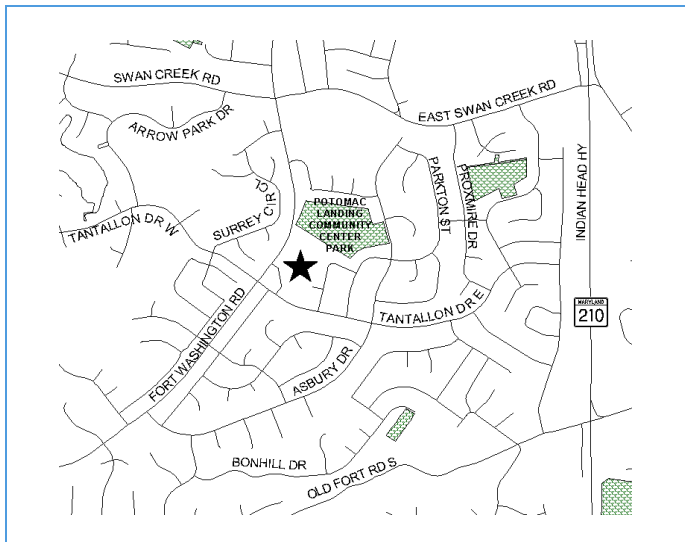 SWAN CREEK RD
EAST SWAN CREEK RD
ARROW PARK DR
INDIAN HEAD HY
PARKTON ST
PROXMIRE DR
SURREY CIR CL
POTOMAC
LANDING
COMMUNITY
CENTER
PARK
TANTALLON DR W
TANTALLON DR E
MARYLAND
210
FORT WASHINGTON RD
ASBURY DR
BONHILL DR
OLD FORT RD S